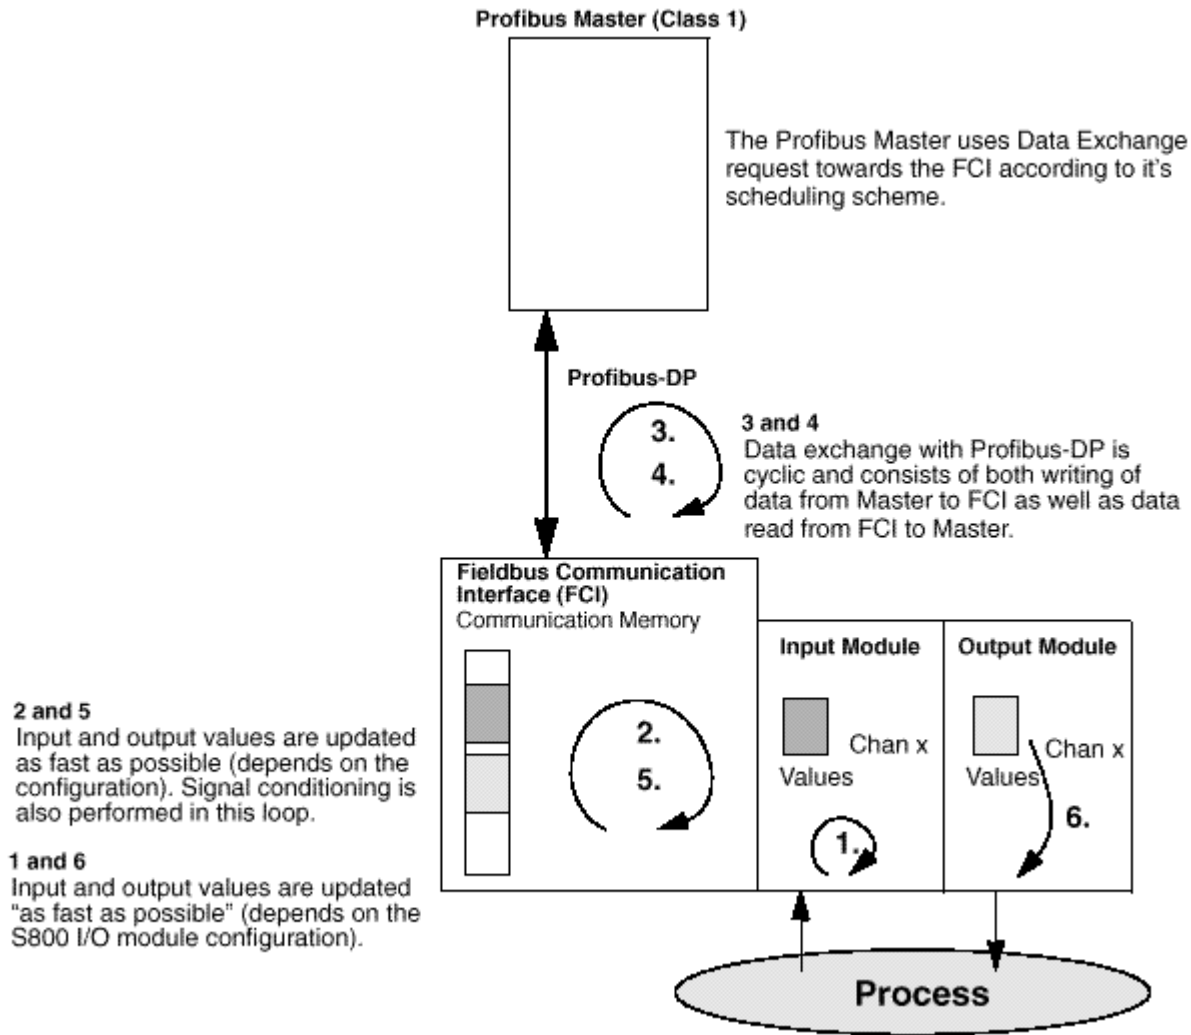 Profibus Master (Class 1)
The Profibus Master uses Data Exchange
request towards the FCI according to it's
scheduling scheme.
Profibus-DP
3.
4.
3 and 4
Data exchange with Profibus-DP is
cyclic and consists of both writing of
data from Master to FCI as well as data
read from FCI to Master.
Fieldbus Communication
Interface (FCI)
Communication Memory
2.
5.
Input Module
Chan x
Values
1.
Output Module
Chan x
Values
6.
2 and 5
Input and output values are updated
as fast as possible (depends on the
configuration). Signal conditioning is
also performed in this loop.
1 and 6
Input and output values are updated
“as fast as possible” (depends on the
S800 I/O module configuration).
Process